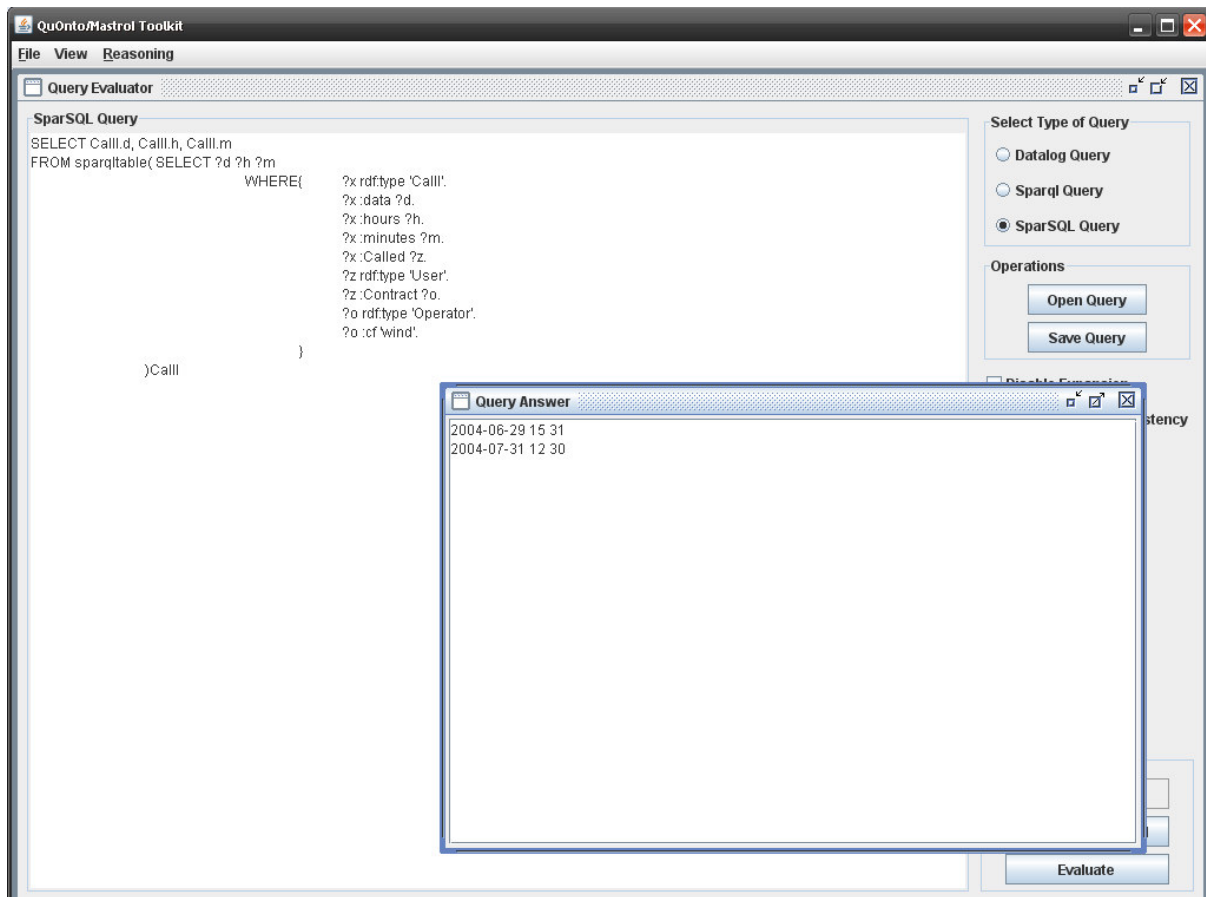 QuOnto/MastroI Toolkit
File View Reasoning
Query Evaluator
SparSQL Query
SELECT Calll.d, Calll.h, Calll.m
FROM sparqltable( SELECT ?d ?h ?m
WHERE{ ?x rdf:type 'Calll'.
?x :data ?d.
?x :hours ?h.
?x :minutes ?m.
?x :Called ?z.
?z rdf:type 'User'.
?z :Contract ?o.
?o rdf:type 'Operator'.
?o :cf 'wind'.
}
)Calll
Select Type of Query
Datalog Query
Sparql Query
SparSQL Query
Operations
Open Query
Save Query
Disable Expansion
stency
Query Answer
2004-06-29 15 31
2004-07-31 12 30
Evaluate